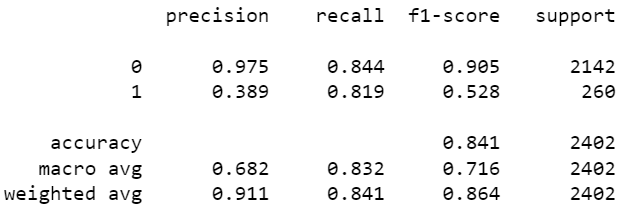 precision recall f1-score support
0 0.975 0.844 0.905 2142
1 0.389 0.819 0.528 260
accuracy 0.841 2402
macro avg 0.682 0.832 0.716 2402
weighted avg 0.911 0.841 0.864 2402